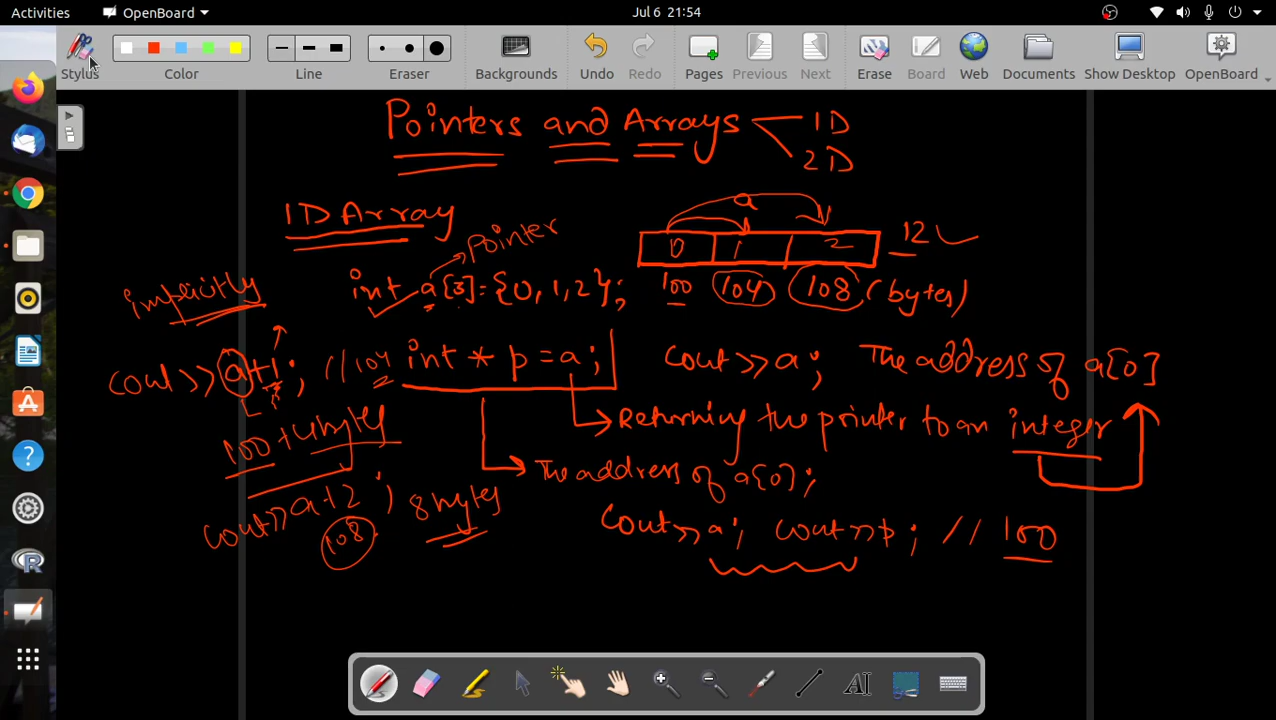 Activities OpenBoard Jul 6 21:54
Stylus Color Line Eraser Backgrounds Undo Redo Pages Previous Next Erase Board Web Documents Show Desktop OpenBoard
Pointers and Arrays 1D
2D
1D Array
pointer
a
0 1 2 12
implicitly
int a[3]={0,1,2}; 100 104 108 (bytes)
cout>>a+1; //104 int * p = a; cout>>a; The address of a[0]
Returning the pointer to an integer
100+4bytes
The address of a[0];
cout>>a+2; 8 bytes
108
cout>>a; cout>>p; // 100